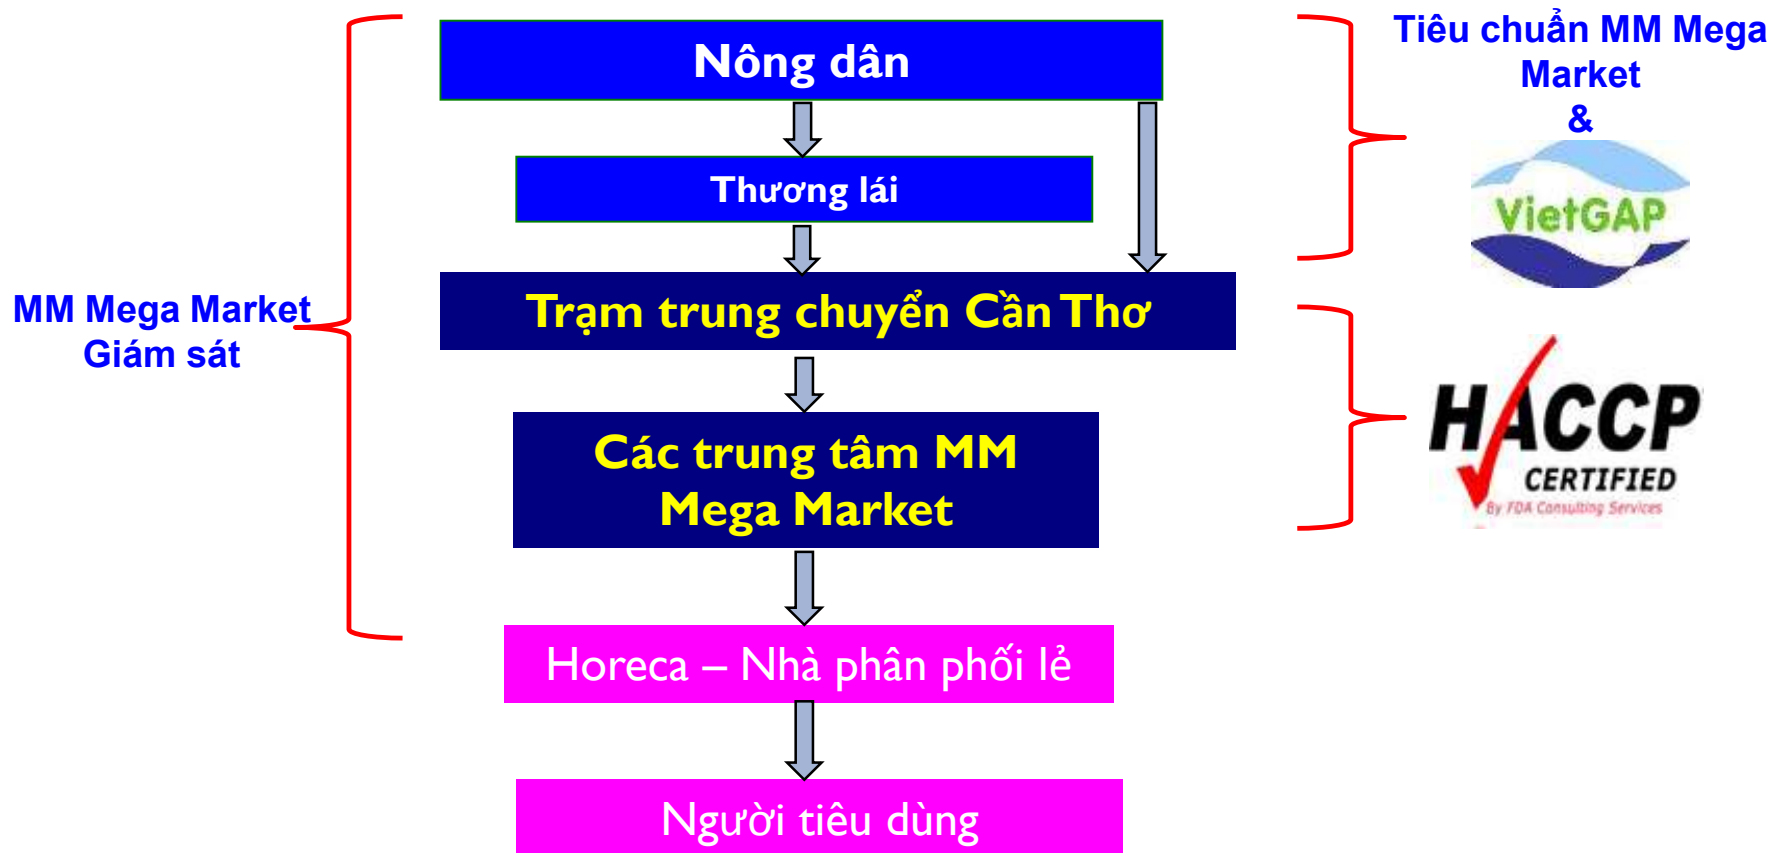 Nông dân
Thương lái
Trạm trung chuyển Cần Thơ
Các trung tâm MM
Mega Market
Horeca – Nhà phân phối lẻ
Người tiêu dùng
MM Mega Market
Giám sát
Tiêu chuẩn MM Mega
Market
&
VietGAP
HACCP
CERTIFIED
By FDA Consulting Services